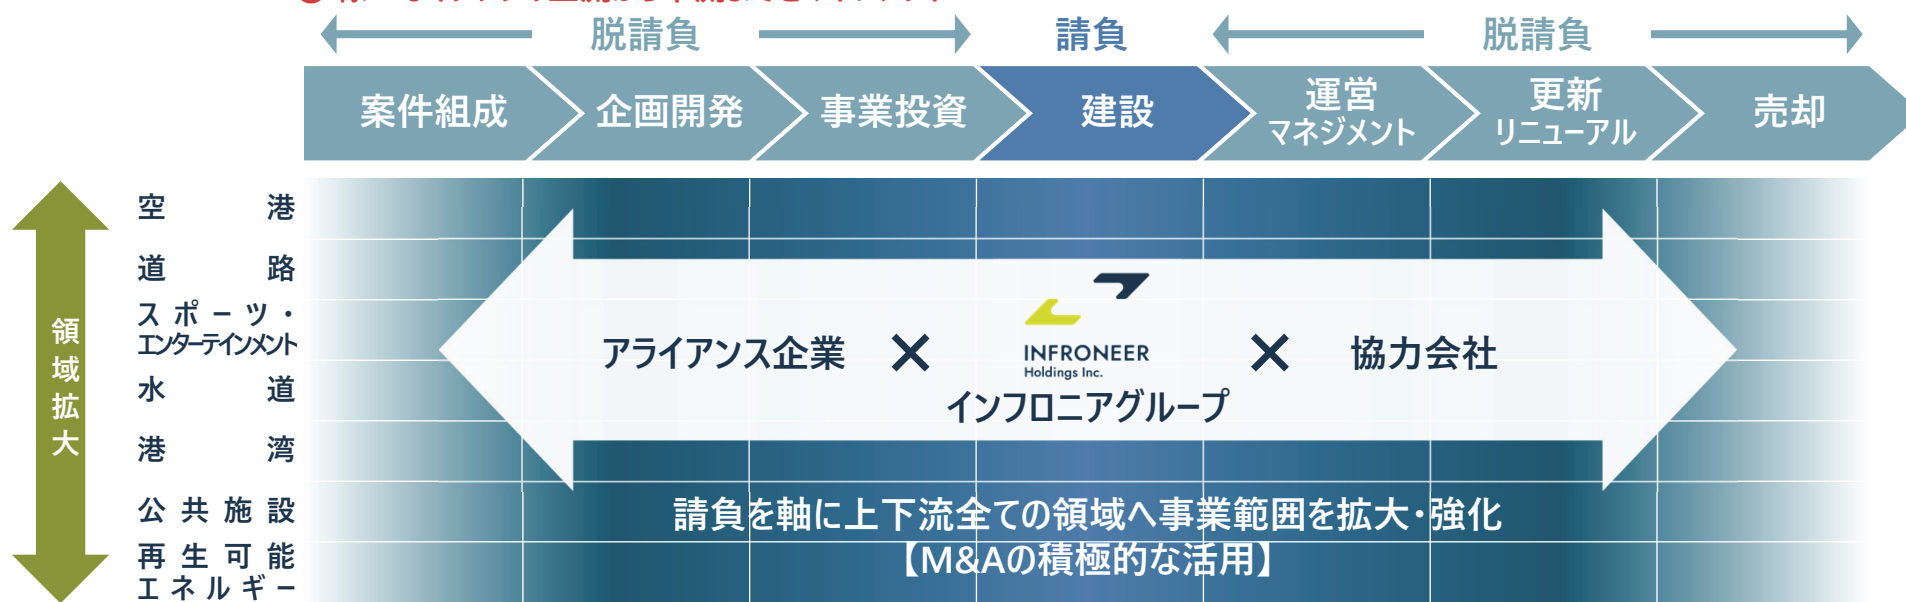 脱請負
請負
脱請負
案件組成
企画開発
事業投資
建設
運営
マネジメント
更新
リニューアル
売却
領域拡大
空港
道路
スポーツ・
エンターテインメント
水道
港湾
公共施設
再生可能
エネルギー
アライアンス企業
×
INFRONEER
Holdings Inc.
インフロニアグループ
×
協力会社
請負を軸に上下流全ての領域へ事業範囲を拡大・強化
【M&Aの積極的な活用】